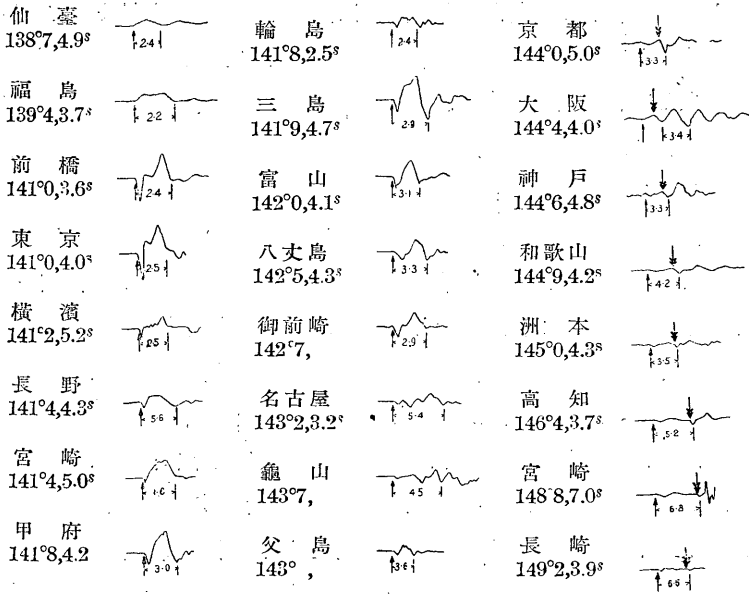 仙臺
138°7,4.9s
2.4
福島
139°4,3.7s
2.2
前橋
141°0,3.6s
2.4
東京
141°0,4.0s
2.5
橫濱
141°2,5.2s
長野
141°4,4.3s
5.6
宮崎
141°4,5.0s
甲府
141°8,4.2
3.0
輪島
141°8,2.5s
2.4
三島
141°9,4.7s
2.9
富山
142°0,4.1s
3.1
八丈島
142°5,4.3s
3.3
御前崎
142°7,
2.9
名古屋
143°2,3.2s
5.4
龜山
143°7,
4.5
父島
143° ,
3.6
京都
144°0,5.0s
3.3
大阪
144°4,4.0s
3.4
神戸
144°6,4.8s
3.3
和歌山
144°9,4.2s
4.2
洲本
145°0,4.3s
3.5
高知
146°4,3.7s
5.2
宮崎
148°8,7.0s
6.8
長崎
149°2,3.9s